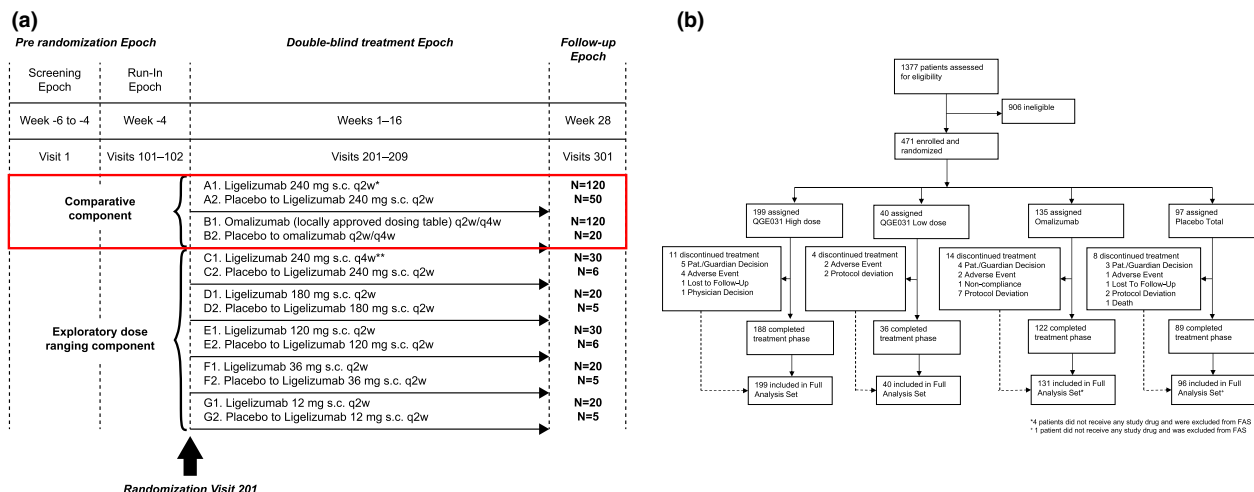 (a)
Pre randomization Epoch
Double-blind treatment Epoch
Follow-up
Epoch
Screening
Epoch
Run-In
Epoch
Week -6 to -4
Week -4
Weeks 1–16
Week 28
Visit 1
Visits 101–102
Visits 201–209
Visits 301
Comparative
component
A1. Ligelizumab 240 mg s.c. q2w*
N=120
A2. Placebo to Ligelizumab 240 mg s.c. q2w
N=50
B1. Omalizumab (locally approved dosing table) q2w/q4w
N=120
B2. Placebo to omalizumab q2w/q4w
N=20
Exploratory dose
ranging component
C1. Ligelizumab 240 mg s.c. q4w**
N=30
C2. Placebo to Ligelizumab 240 mg s.c. q2w
N=6
D1. Ligelizumab 180 mg s.c. q2w
N=20
D2. Placebo to Ligelizumab 180 mg s.c. q2w
N=5
E1. Ligelizumab 120 mg s.c. q2w
N=30
E2. Placebo to Ligelizumab 120 mg s.c. q2w
N=6
F1. Ligelizumab 36 mg s.c. q2w
N=20
F2. Placebo to Ligelizumab 36 mg s.c. q2w
N=5
G1. Ligelizumab 12 mg s.c. q2w
N=20
G2. Placebo to Ligelizumab 12 mg s.c. q2w
N=5
Randomization Visit 201
(b)
1377 patients assessed
for eligibility
906 ineligible
471 enrolled and
randomized
199 assigned
QGE031 High dose
40 assigned
QGE031 Low dose
135 assigned
Omalizumab
97 assigned
Placebo Total
11 discontinued treatment
5 Pat./Guardian Decision
4 Adverse Event
1 Lost to Follow-Up
1 Physician Decision
4 discontinued treatment
2 Adverse Event
2 Protocol deviation
14 discontinued treatment
4 Pat./Guardian Decision
2 Adverse Event
1 Non-compliance
7 Protocol Deviation
8 discontinued treatment
3 Pat./Guardian Decision
1 Adverse Event
1 Lost To Follow-Up
2 Protocol Deviation
1 Death
188 completed
treatment phase
36 completed
treatment phase
122 completed
treatment phase
89 completed
treatment phase
199 included in Full
Analysis Set
40 included in Full
Analysis Set
131 included in Full
Analysis Set*
96 included in Full
Analysis Set⁺
*4 patients did not receive any study drug and were excluded from FAS
⁺ 1 patient did not receive any study drug and was excluded from FAS